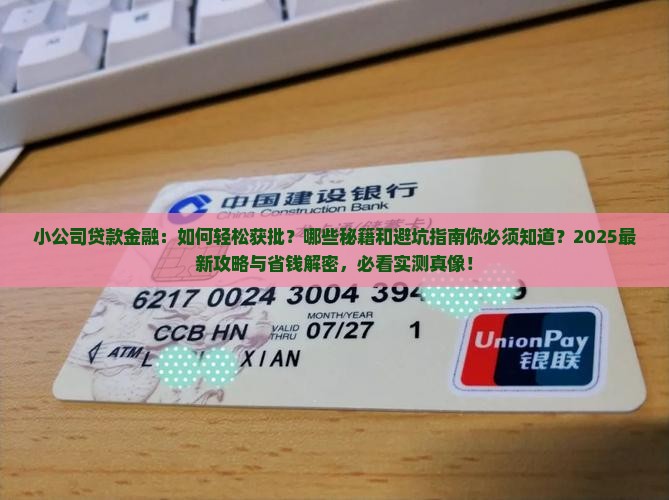 中国建设银行
China Construction Bank
小公司贷款金融：如何轻松获批？哪些秘籍和避坑指南你必须知道？2025最
新攻略与省钱解密，必看实测真像！
6217 0024 3004 394 9
MONTH/YEAR
CCB HN VALID THRU 07/27 1
ATM L XIAN
UnionPay
银联